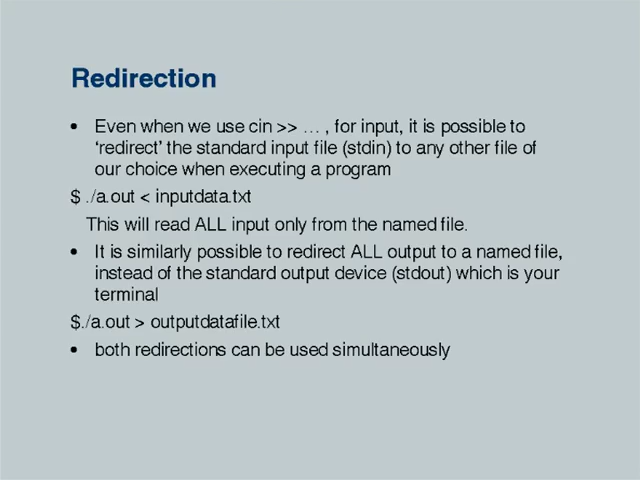 Redirection
• Even when we use cin >> ... , for input, it is possible to
‘redirect’ the standard input file (stdin) to any other file of
our choice when executing a program
$ ./a.out < inputdata.txt
This will read ALL input only from the named file.
• It is similarly possible to redirect ALL output to a named file,
instead of the standard output device (stdout) which is your
terminal
$./a.out > outputdatafile.txt
• both redirections can be used simultaneously